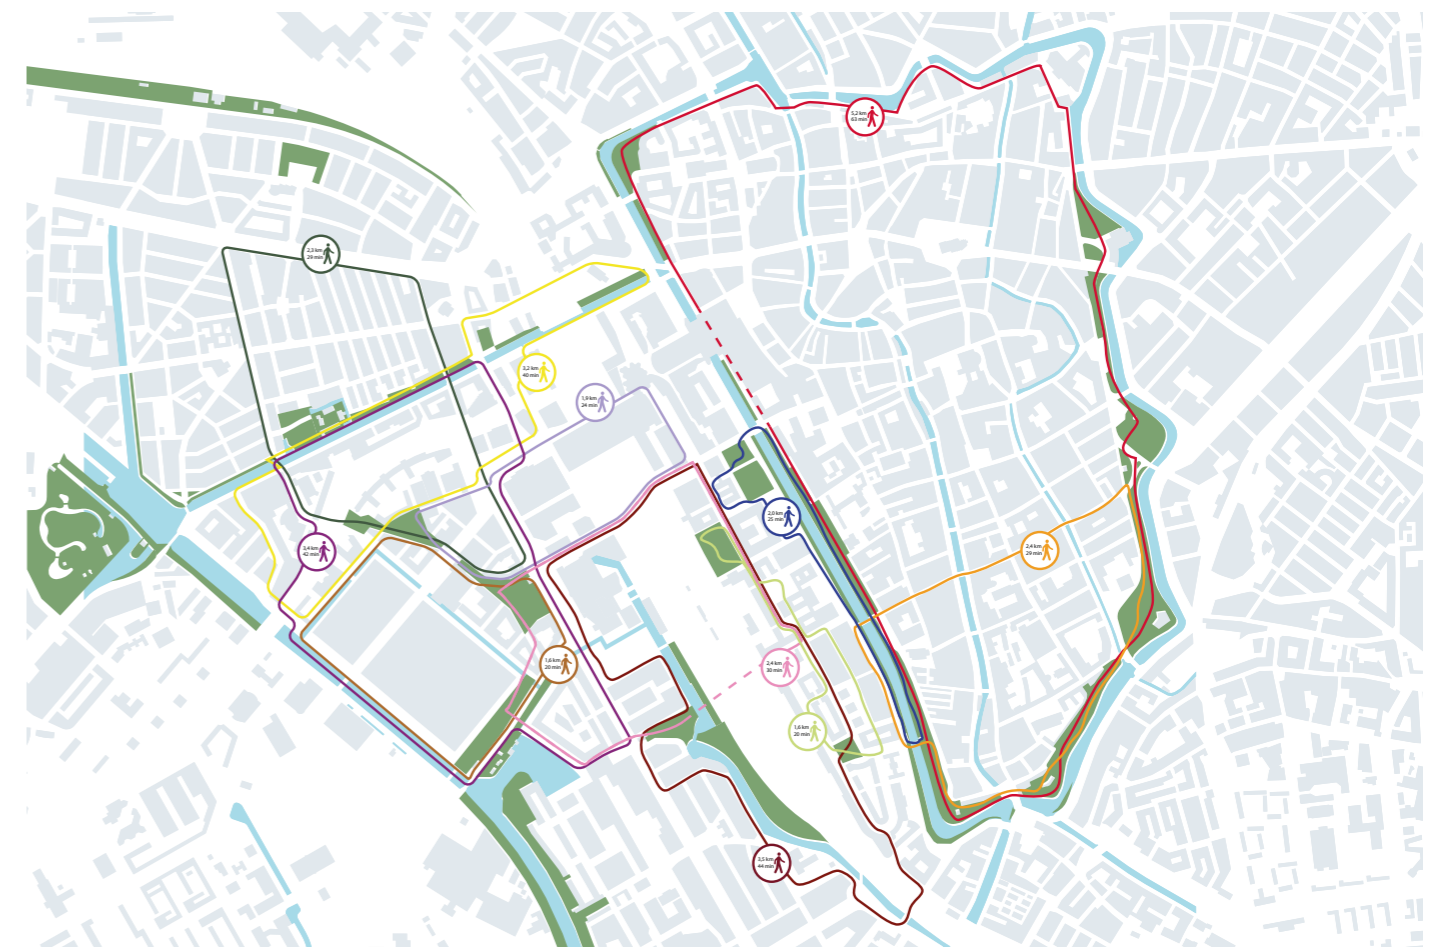 5,2 km
63 min
2,3 km
29 min
3,2 km
40 min
1,9 km
24 min
2,0 km
25 min
3,4 km
42 min
2,4 km
29 min
1,6 km
20 min
2,4 km
30 min
1,6 km
20 min
3,5 km
44 min